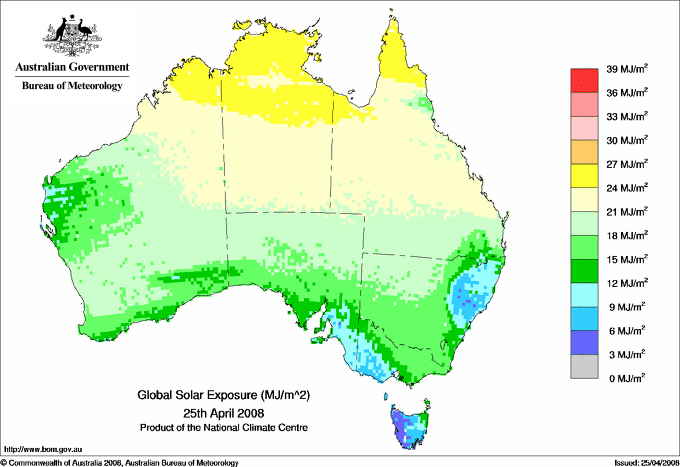 Australian Government
Bureau of Meteorology
39 MJ/m²
36 MJ/m²
33 MJ/m²
30 MJ/m²
27 MJ/m²
24 MJ/m²
21 MJ/m²
18 MJ/m²
15 MJ/m²
12 MJ/m²
9 MJ/m²
6 MJ/m²
3 MJ/m²
0 MJ/m²
Global Solar Exposure (MJ/m^2)
25th April 2008
Product of the National Climate Centre
http://www.bom.gov.au
© Commonwealth of Australia 2008, Australian Bureau of Meteorology
Issued: 25/04/2008